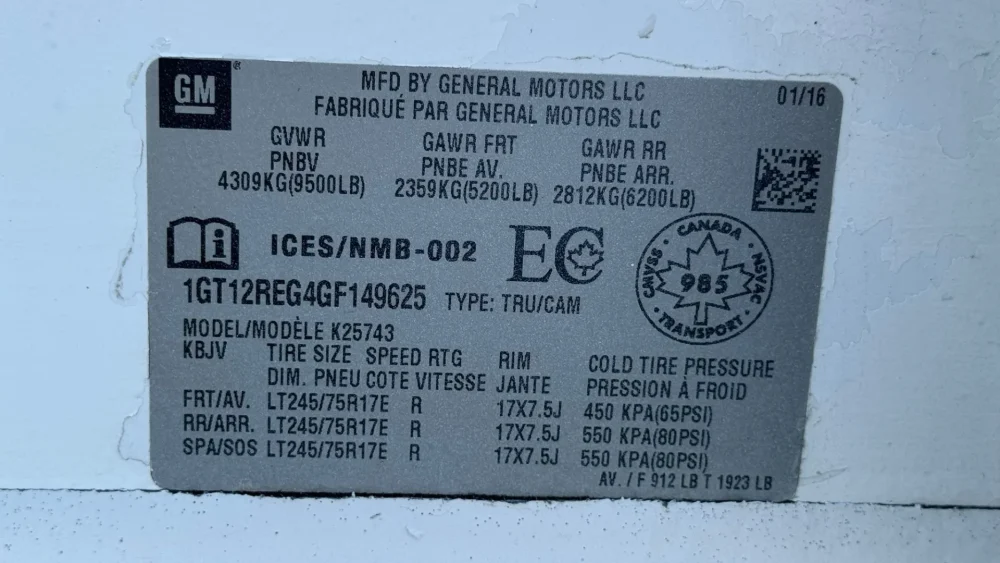 GM
MFD BY GENERAL MOTORS LLC
01/16
FABRIQUÉ PAR GENERAL MOTORS LLC
GVWR GAWR FRT GAWR RR
PNBV PNBE AV. PNBE ARR.
4309KG(9500LB) 2359KG(5200LB) 2812KG(6200LB)
i ICES/NMB-002 EC
CANADA
SVAC • NSVAC
985
TRANSPORT
1GT12REG4GF149625 TYPE: TRU/CAM
MODEL/MODÈLE K25743
KBJV TIRE SIZE SPEED RTG RIM COLD TIRE PRESSURE
DIM. PNEU COTE VITESSE JANTE PRESSION À FROID
FRT/AV. LT245/75R17E R 17X7.5J 450 KPA(65PSI)
RR/ARR. LT245/75R17E R 17X7.5J 550 KPA(80PSI)
SPA/SOS LT245/75R17E R 17X7.5J 550 KPA(80PSI)
AV. / F 912 LB T 1923 LB